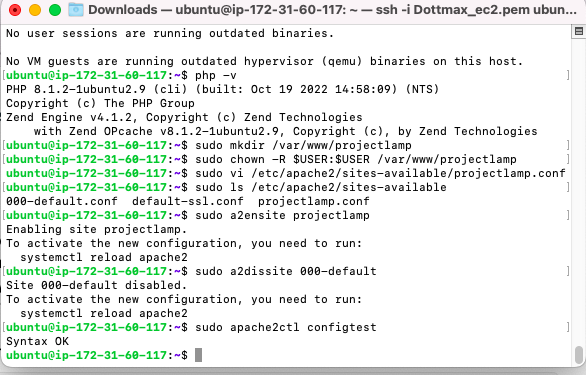 Downloads — ubuntu@ip-172-31-60-117: ~ — ssh -i Dottmax_ec2.pem ubun...
No user sessions are running outdated binaries.
No VM guests are running outdated hypervisor (qemu) binaries on this host.
[ubuntu@ip-172-31-60-117:~$ php -v ]
PHP 8.1.2-1ubuntu2.9 (cli) (built: Oct 19 2022 14:58:09) (NTS)
Copyright (c) The PHP Group
Zend Engine v4.1.2, Copyright (c) Zend Technologies
    with Zend OPcache v8.1.2-1ubuntu2.9, Copyright (c), by Zend Technologies
[ubuntu@ip-172-31-60-117:~$ sudo mkdir /var/www/projectlamp ]
[ubuntu@ip-172-31-60-117:~$ sudo chown -R $USER:$USER /var/www/projectlamp ]
[ubuntu@ip-172-31-60-117:~$ sudo vi /etc/apache2/sites-available/projectlamp.conf ]
[ubuntu@ip-172-31-60-117:~$ sudo ls /etc/apache2/sites-available ]
000-default.conf  default-ssl.conf  projectlamp.conf
[ubuntu@ip-172-31-60-117:~$ sudo a2ensite projectlamp ]
Enabling site projectlamp.
To activate the new configuration, you need to run:
  systemctl reload apache2
[ubuntu@ip-172-31-60-117:~$ sudo a2dissite 000-default ]
Site 000-default disabled.
To activate the new configuration, you need to run:
  systemctl reload apache2
[ubuntu@ip-172-31-60-117:~$ sudo apache2ctl configtest ]
Syntax OK
ubuntu@ip-172-31-60-117:~$